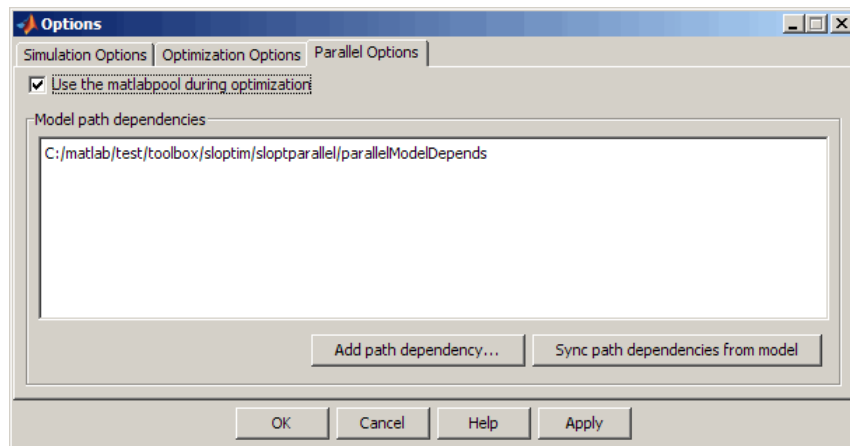 Options
Simulation Options Optimization Options Parallel Options
Use the matlabpool during optimization
Model path dependencies
C:/matlab/test/toolbox/sloptim/sloptparallel/parallelModelDepends
Add path dependency... Sync path dependencies from model
OK Cancel Help Apply